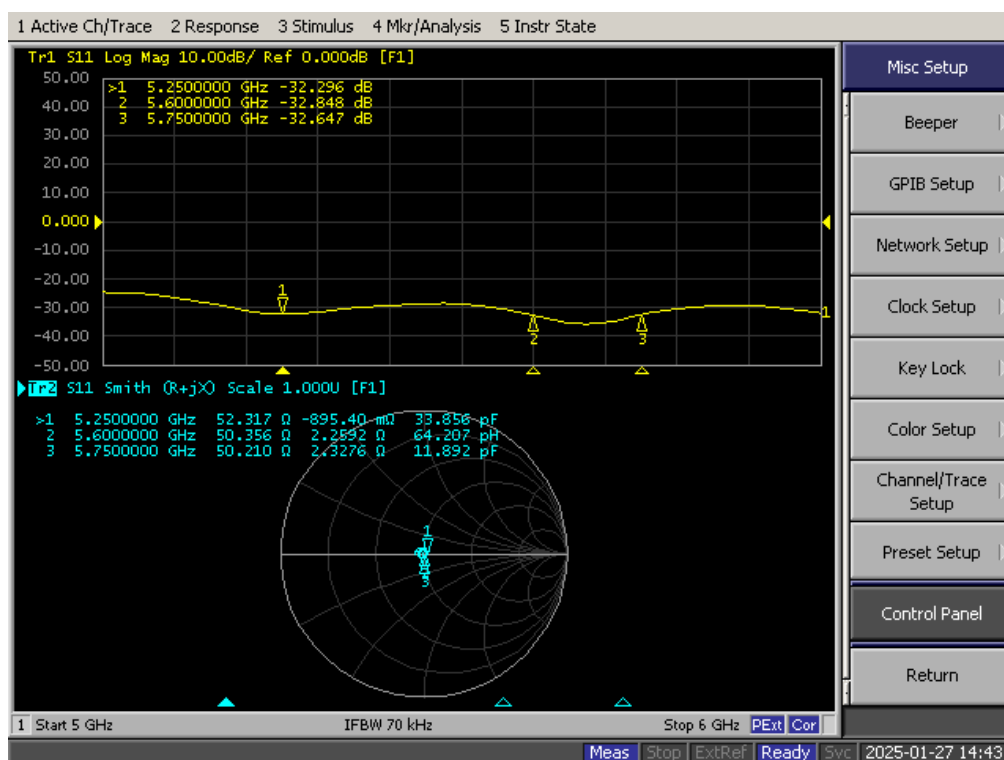 1 Active Ch/Trace 2 Response 3 Stimulus 4 Mkr/Analysis 5 Instr State
Tr1 S11 Log Mag 10.00dB/ Ref 0.000dB [F1]
50.00
>1 5.2500000 GHz -32.296 dB
2 5.6000000 GHz -32.848 dB
3 5.7500000 GHz -32.647 dB
40.00
30.00
20.00
10.00
0.000
-10.00
-20.00
-30.00
-40.00
-50.00
1
2
3
1
Tr2 S11 Smith (R+jX) Scale 1.000U [F1]
>1 5.2500000 GHz 52.317 Ω -895.40 mΩ 33.856 pF
2 5.6000000 GHz 50.356 Ω 2.2592 Ω 64.207 pH
3 5.7500000 GHz 50.210 Ω 2.3276 Ω 11.892 pF
1
3
1 Start 5 GHz IFBW 70 kHz Stop 6 GHz PExt Cor
Meas Stop ExtRef Ready Svc 2025-01-27 14:43
Misc Setup
Beeper
GPIB Setup
Network Setup
Clock Setup
Key Lock
Color Setup
Channel/Trace
Setup
Preset Setup
Control Panel
Return